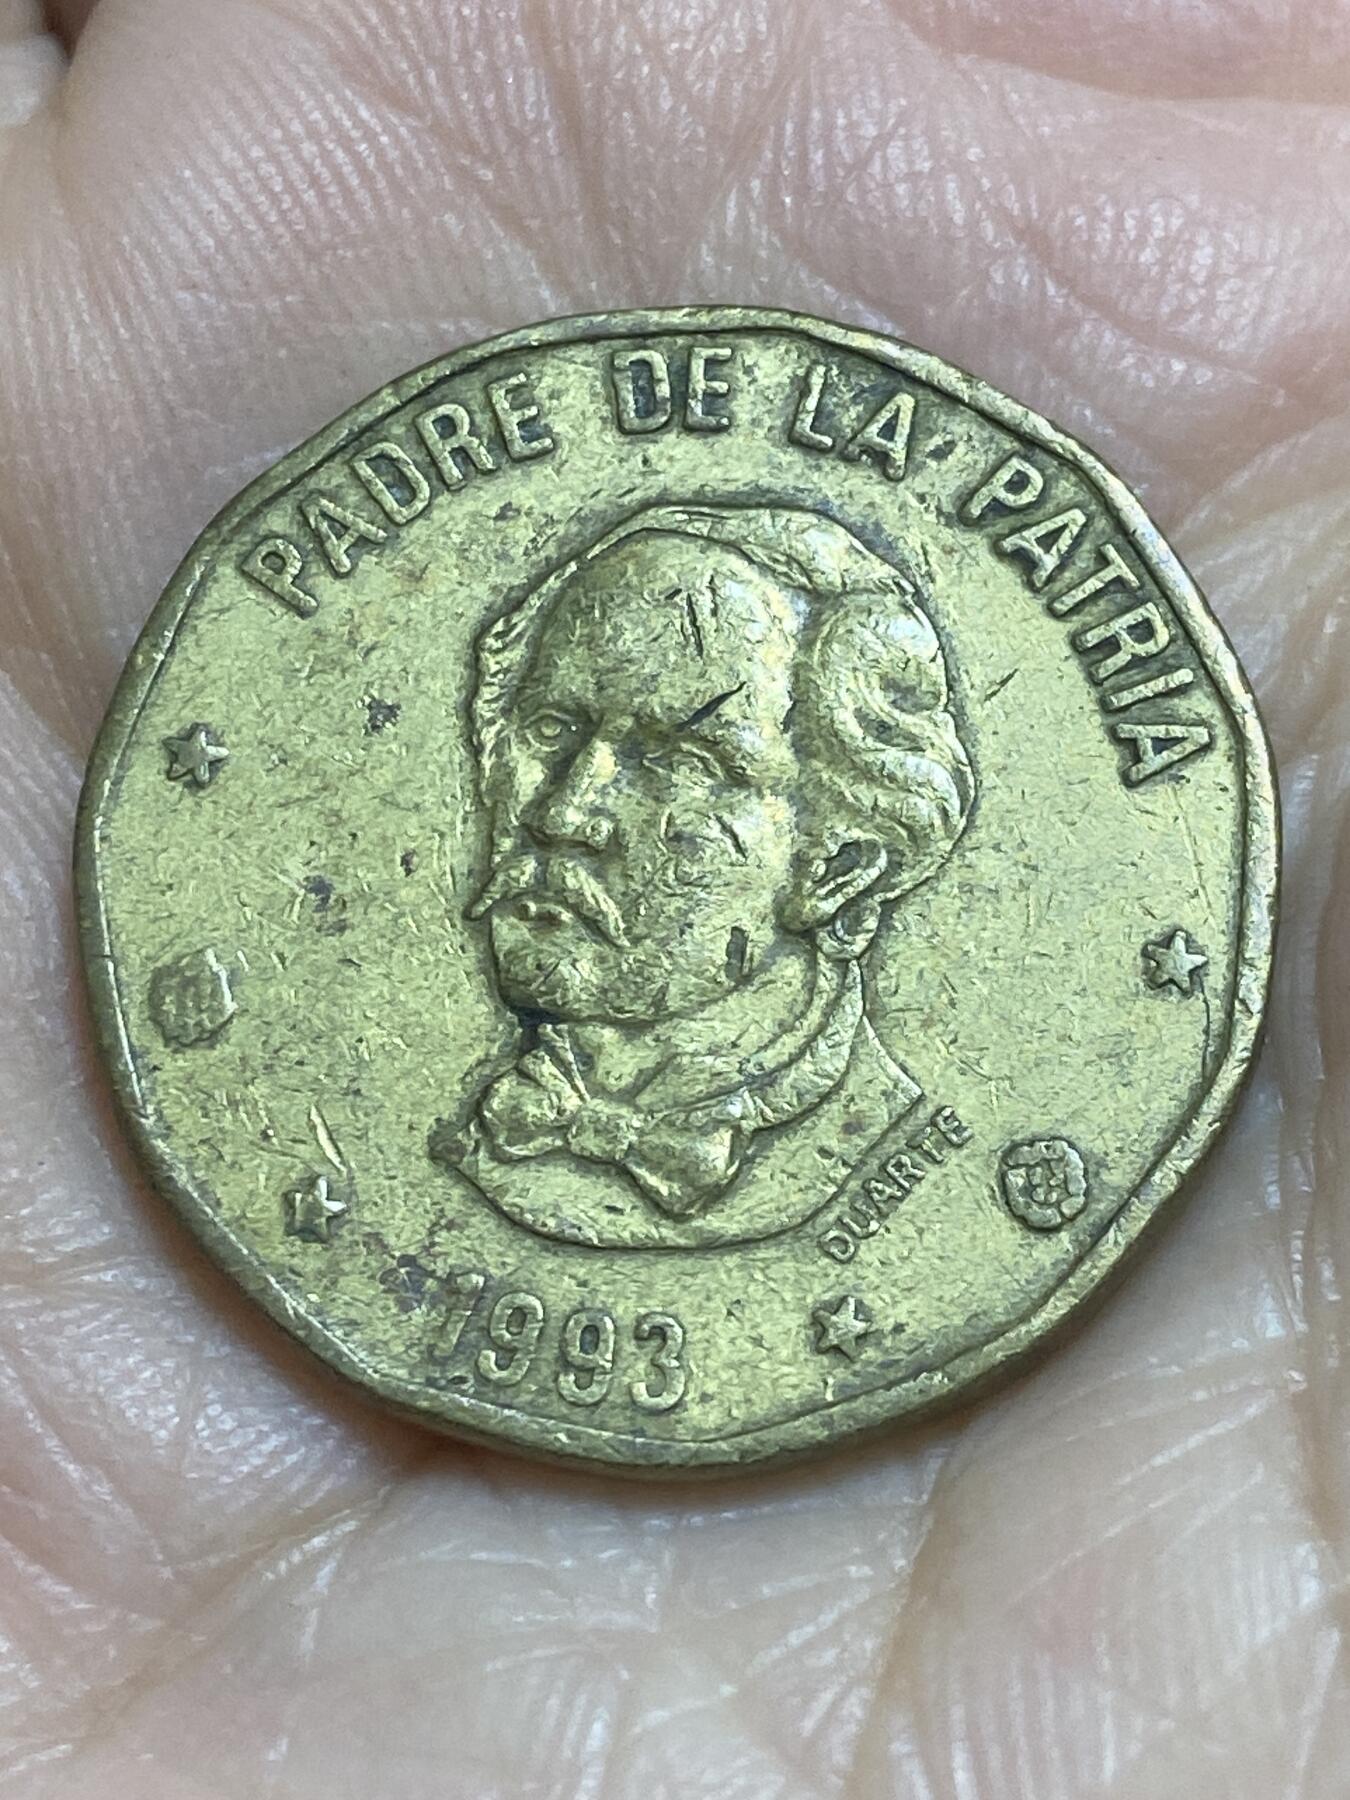 PADRE DE LA PATRIA
DUARTE
1993